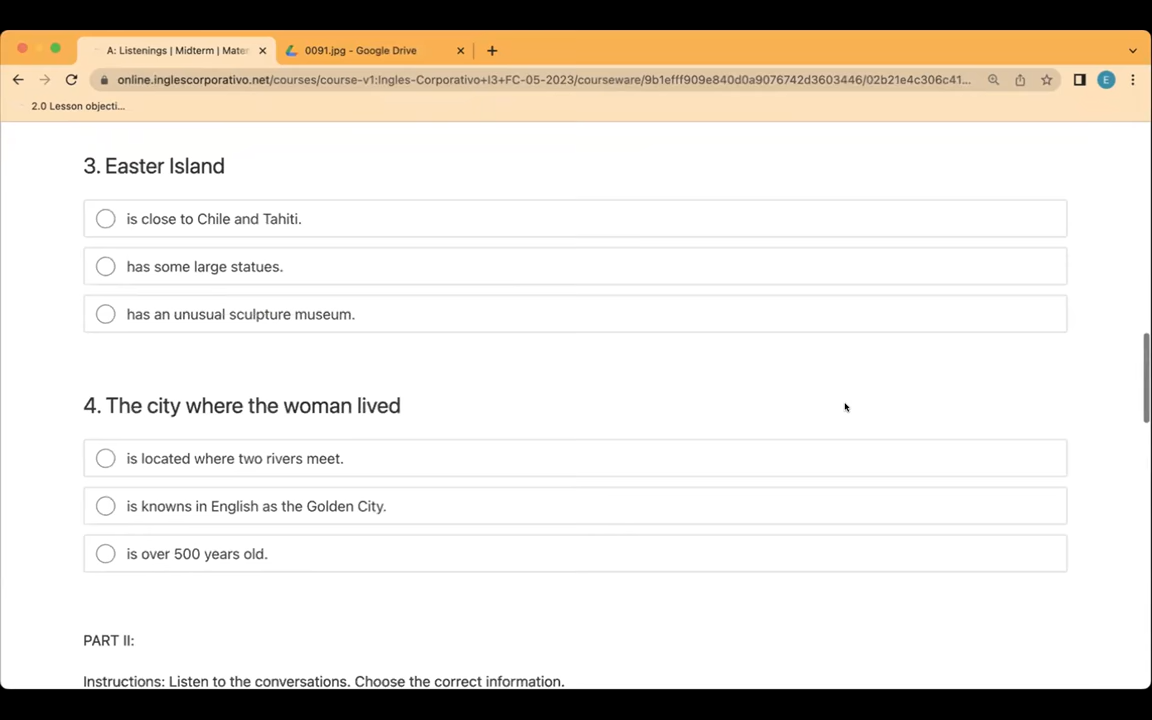 A: Listenings | Midterm | Mater
0091.jpg - Google Drive
online.inglescorporativo.net/courses/course-v1:Ingles-Corporativo+I3+FC-05-2023/courseware/9b1efff909e840d0a9076742d3603446/02b21e4c306c41...
E
2.0 Lesson objecti...
3. Easter Island
is close to Chile and Tahiti.
has some large statues.
has an unusual sculpture museum.
4. The city where the woman lived
is located where two rivers meet.
is knowns in English as the Golden City.
is over 500 years old.
PART II:
Instructions: Listen to the conversations. Choose the correct information.